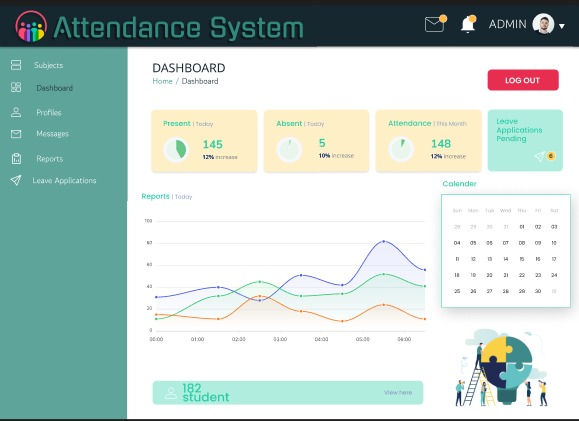 Attendance System
ADMIN
Subjects
Dashboard
Profiles
Messages
Reports
Leave Applications
DASHBOARD
Home / Dashboard
LOG OUT
Present | Today
145
12% increase
Absent | Today
5
10% increase
Attendance | This Month
148
12% increase
Leave
Applications
Pending
6
Calender
Sun Mon Tue Wed Thu Fri Sat
28 29 30 31 01 02 03
04 05 06 07 08 09 10
11 12 13 14 15 16 17
18 19 20 21 22 23 24
25 26 27 28 29 30
Reports | Today
100
80
60
40
20
0
00:00 01:00 02:00 03:00 04:00 05:00 06:00
182
student
View here